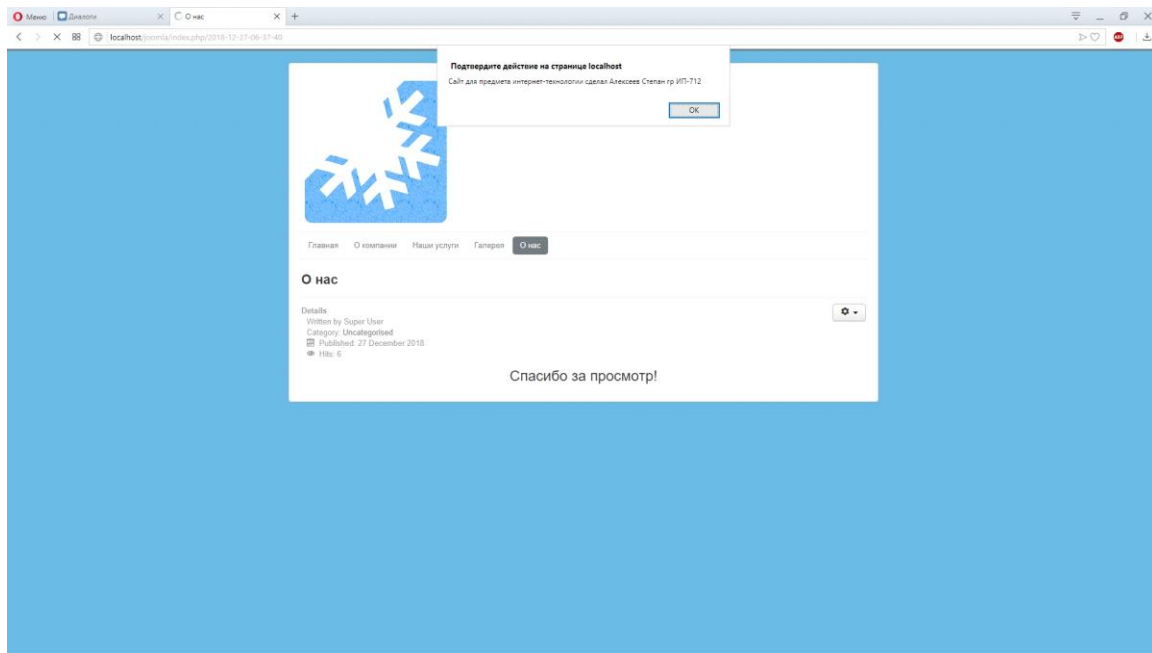 Меню
Диалоги
О нас
localhost/joomla/index.php/2018-12-27-06-37-40
Подтвердите действие на странице localhost
Сайт для предмета интернет-технологии сделал Алексеев Степан гр ИП-712
OK
Главная О компании Наши услуги Галерея О нас
О нас
Details
Written by Super User
Category: Uncategorised
Published: 27 December 2018
Hits: 6
Спасибо за просмотр!